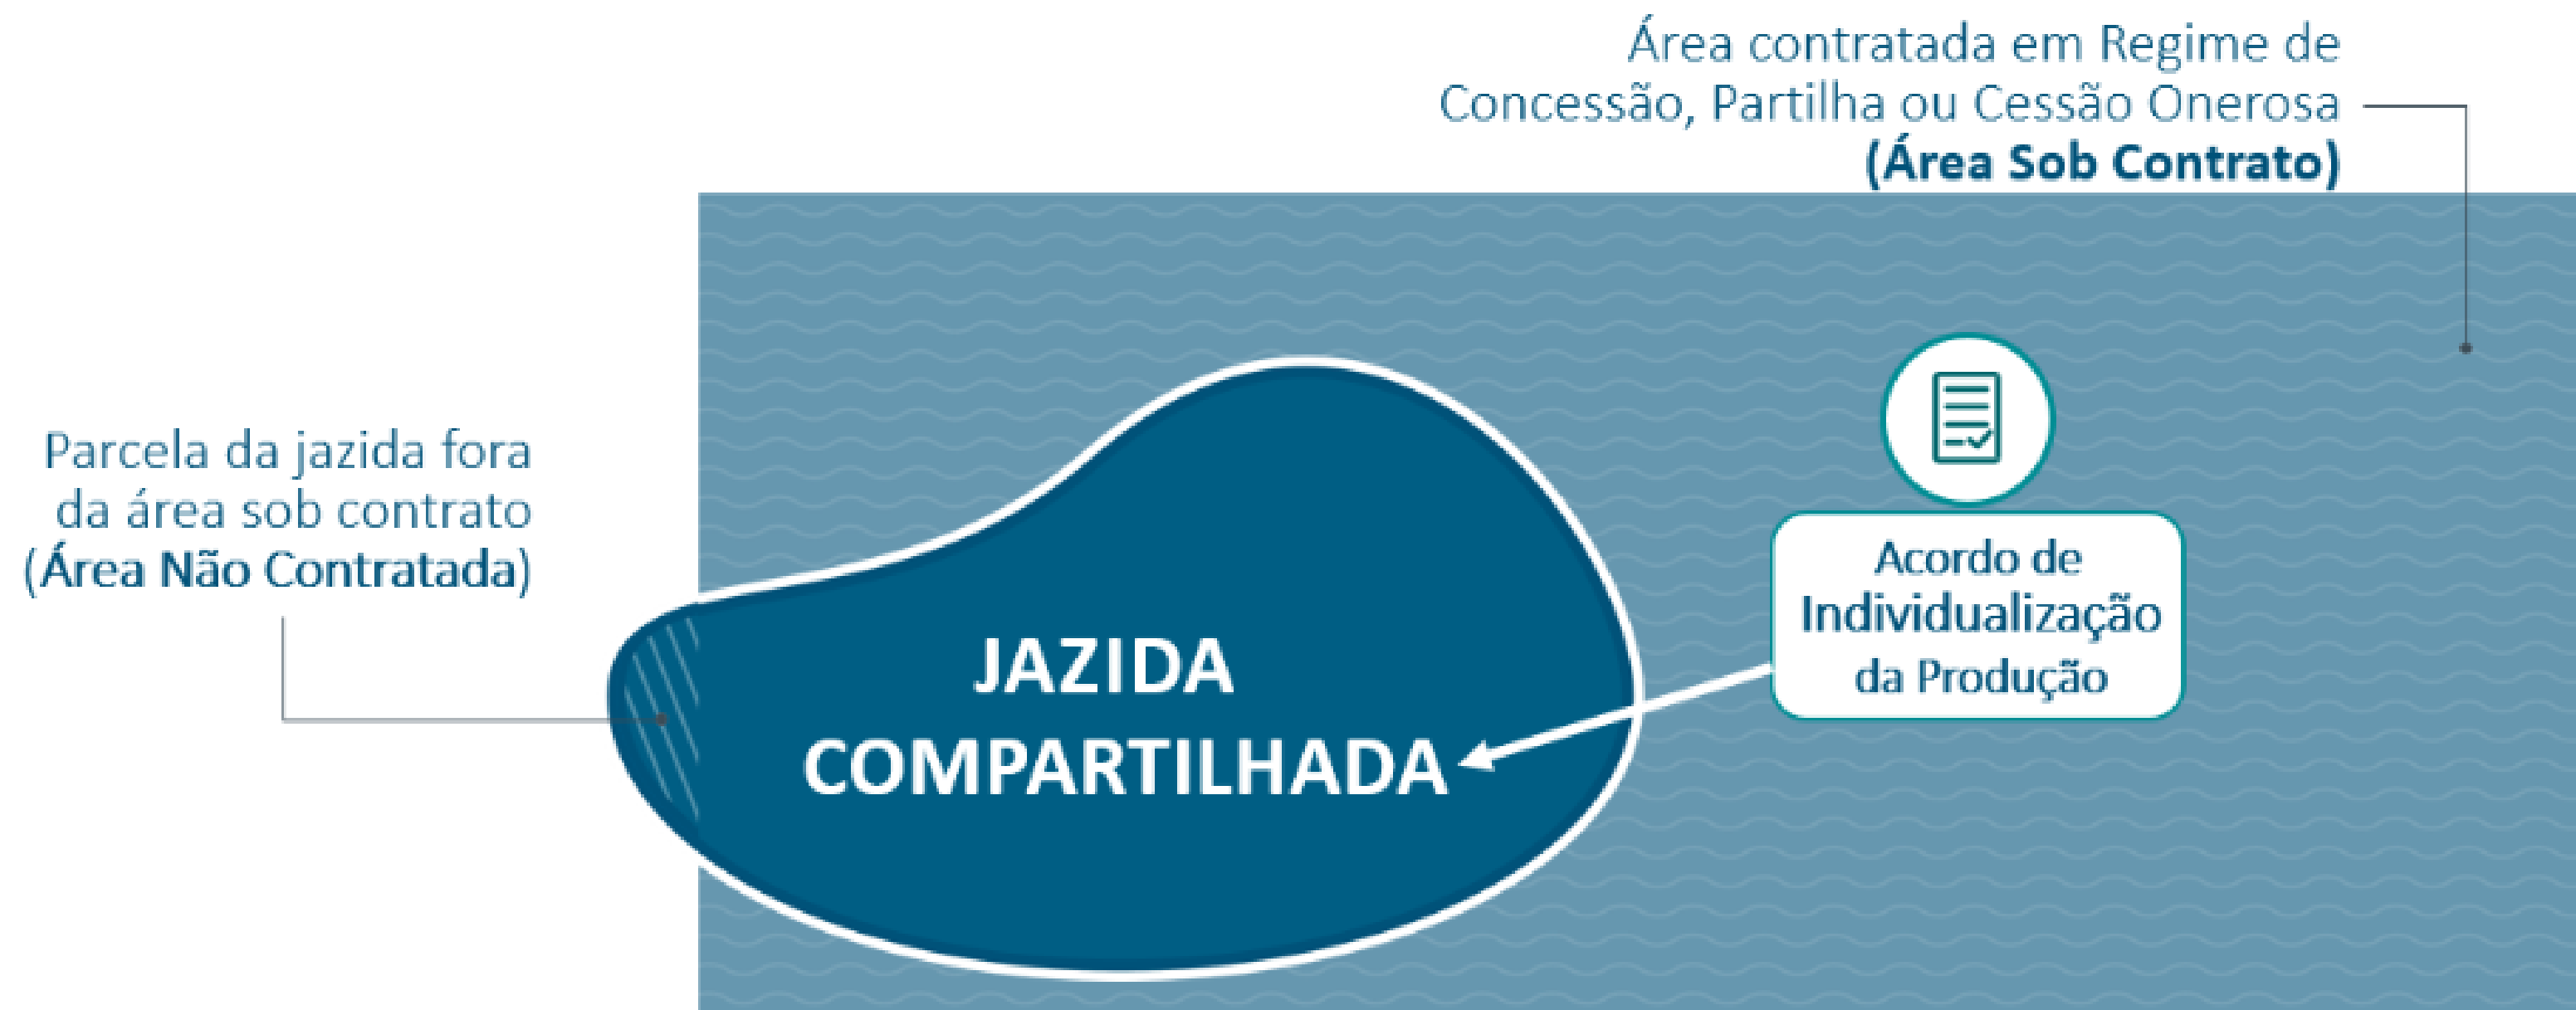 Área contratada em Regime de
Concessão, Partilha ou Cessão Onerosa
(Área Sob Contrato)
Parcela da jazida fora
da área sob contrato
(Área Não Contratada)
JAZIDA
COMPARTILHADA
Acordo de
Individualização
da Produção